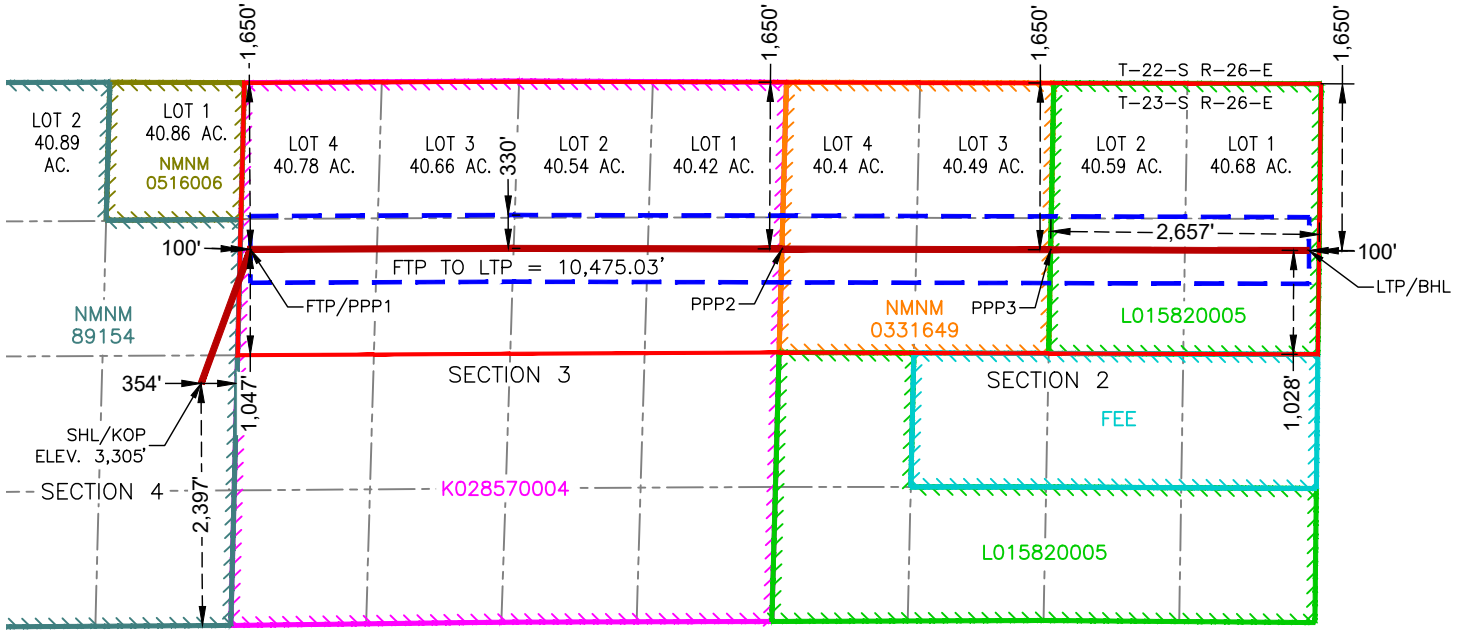 1,650'
1,650'
1,650'
1,650'
T-22-S R-26-E
T-23-S R-26-E
LOT 2
40.89
AC.
LOT 1
40.86 AC.
NMNM
0516006
LOT 4
40.78 AC.
LOT 3
40.66 AC.
330'
LOT 2
40.54 AC.
LOT 1
40.42 AC.
LOT 4
40.4 AC.
LOT 3
40.49 AC.
LOT 2
40.59 AC.
LOT 1
40.68 AC.
100'
2,657'
100'
FTP TO LTP = 10,475.03'
FTP/PPP1
PPP2
PPP3
LTP/BHL
NMNM
89154
NMNM
0331649
L015820005
354'
1,047'
SECTION 3
SECTION 2
1,028'
SHL/KOP
ELEV. 3,305'
FEE
SECTION 4
2,397'
K028570004
L015820005